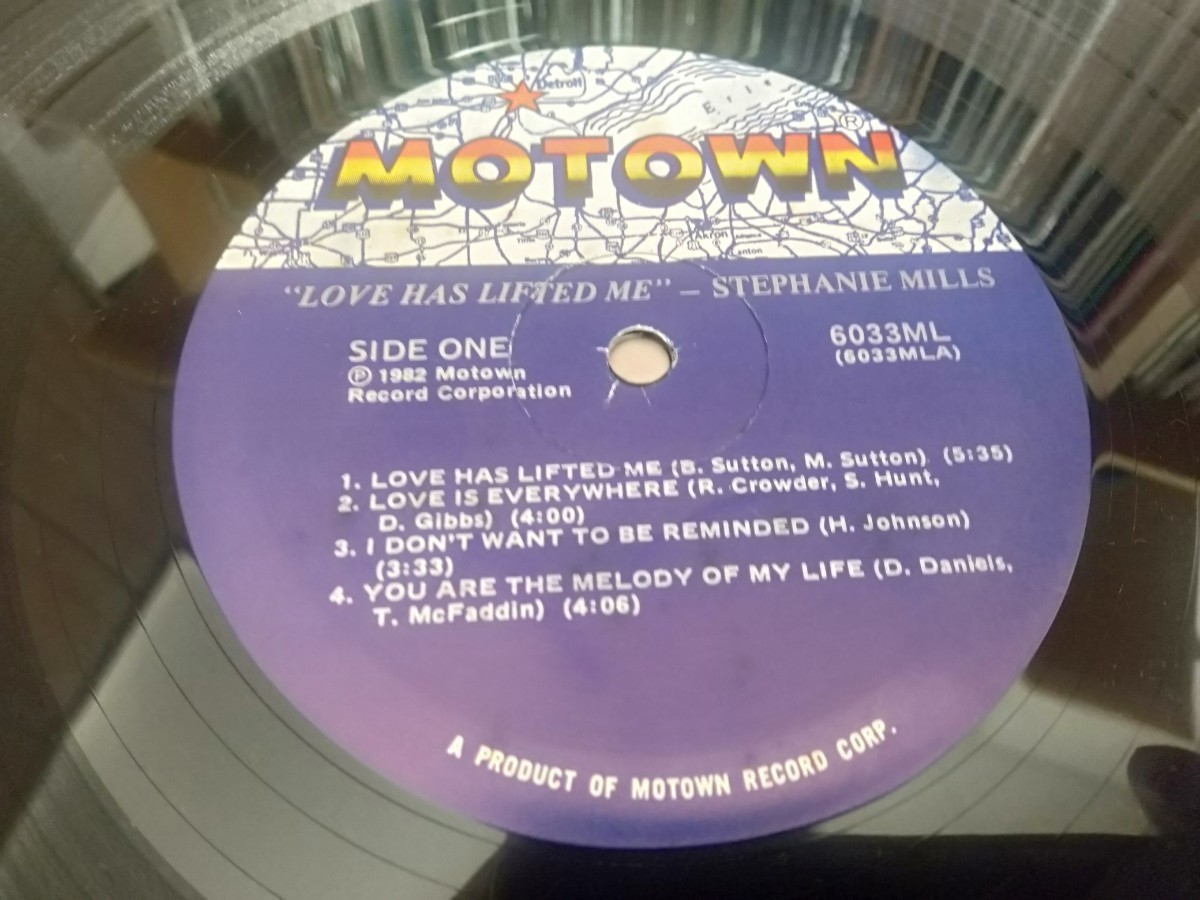 Detroit
Erie
MOTOWN®
Akron
Canton
"LOVE HAS LIFTED ME" – STEPHANIE MILLS
SIDE ONE
6033ML
℗ 1982 Motown
(6033MLA)
Record Corporation
1. LOVE HAS LIFTED ME (B. Sutton, M. Sutton) (5:35)
2. LOVE IS EVERYWHERE (R. Crowder, S. Hunt,
D. Gibbs) (4:00)
3. I DON'T WANT TO BE REMINDED (H. Johnson)
(3:33)
4. YOU ARE THE MELODY OF MY LIFE (D. Daniels,
T. McFaddin) (4:06)
A PRODUCT OF MOTOWN RECORD CORP.